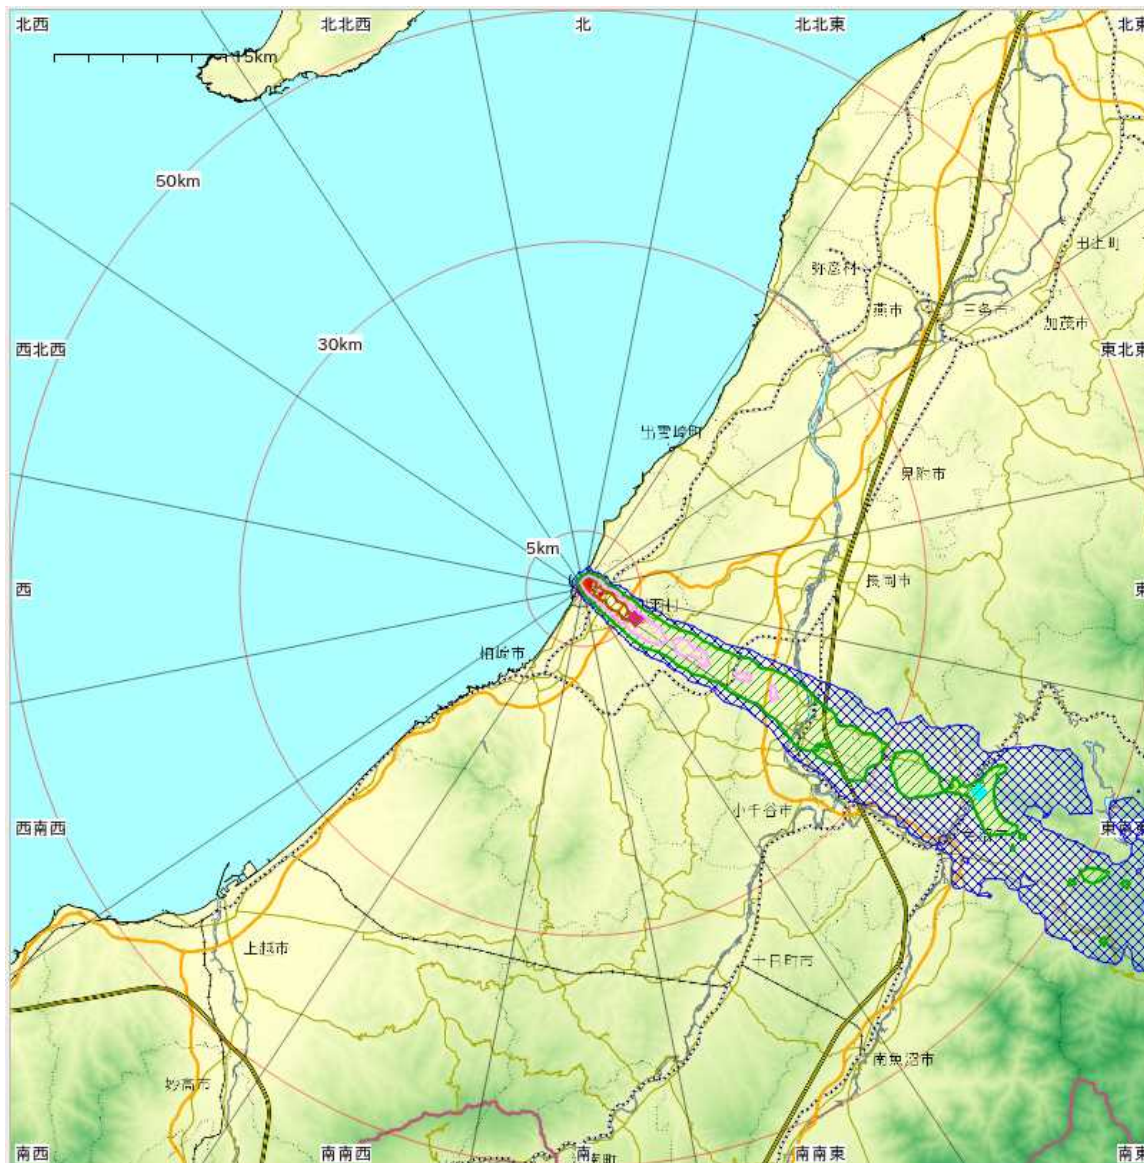 北西
北北西
北
北北東
北東
15km
50km
田上町
弥彦村
燕市
三条市
加茂市
30km
西北西
東北東
出雲崎町
見附市
5km
長岡市
西
東
柏崎市
小千谷市
西南西
上越市
十日町市
南魚沼市
妙高市
南西
南南西
南
南南東
南東